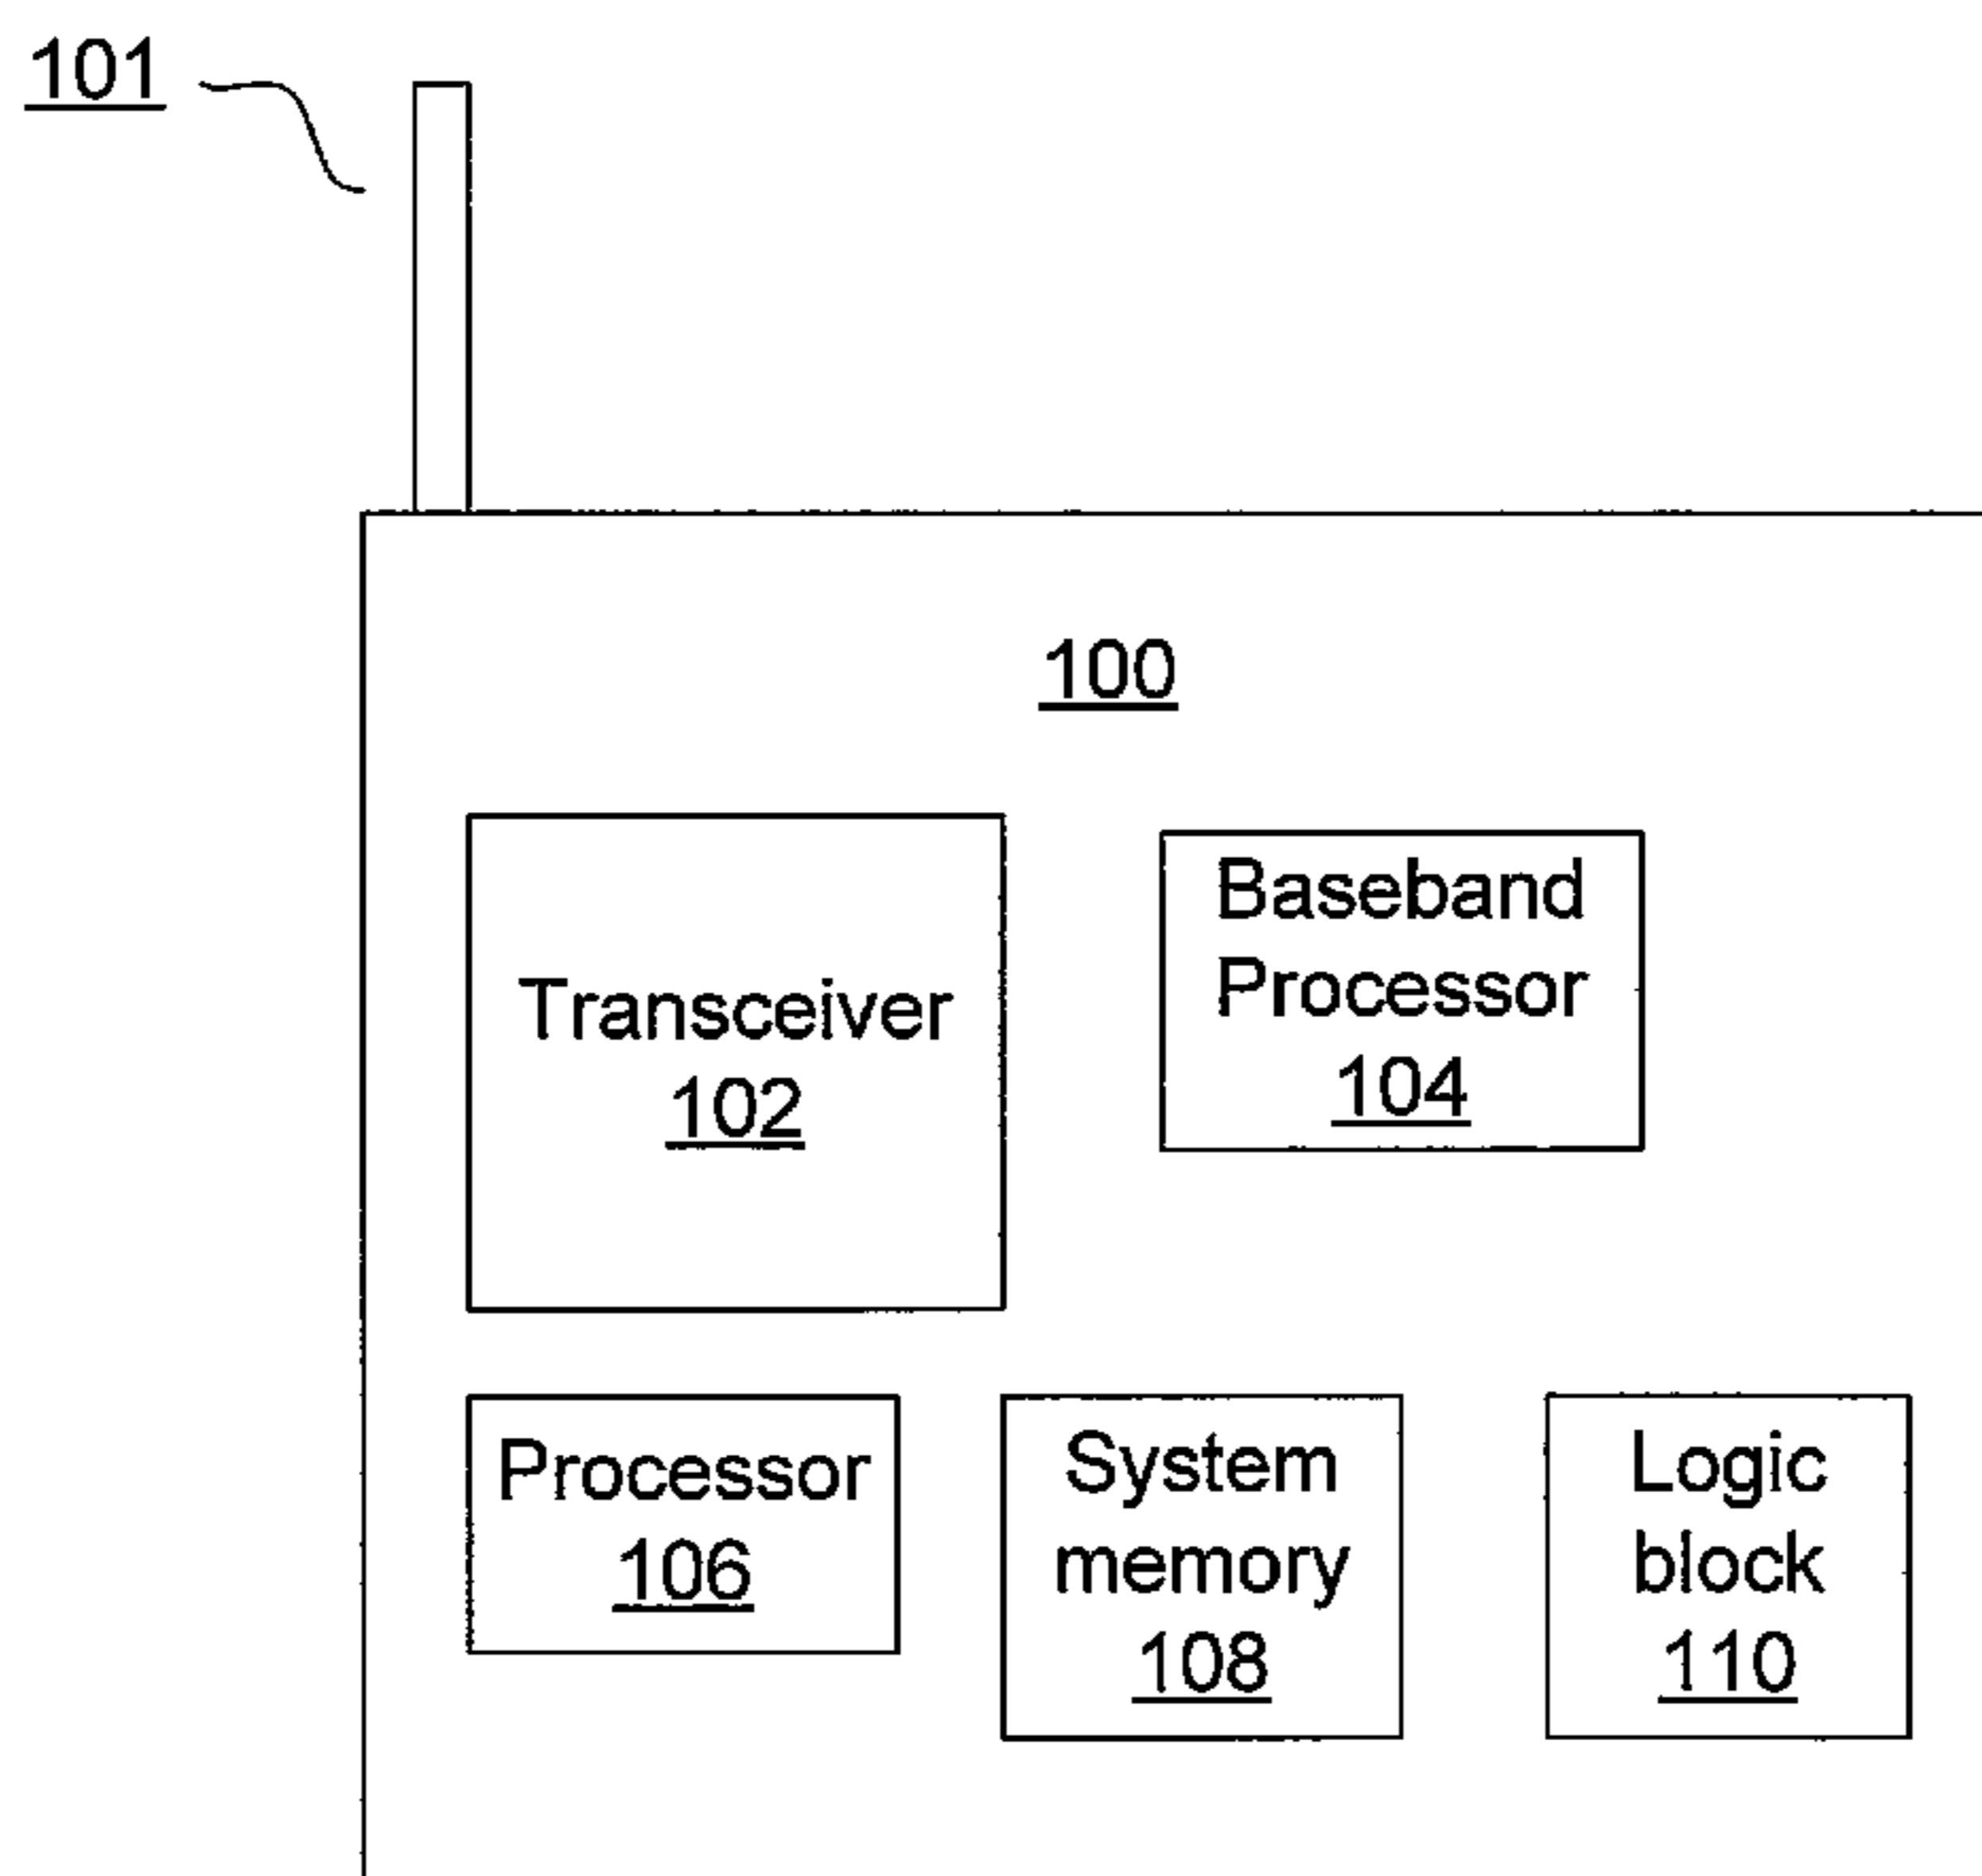 101
100
Transceiver
102
Baseband
Processor
104
Processor
106
System
memory
108
Logic
block
110